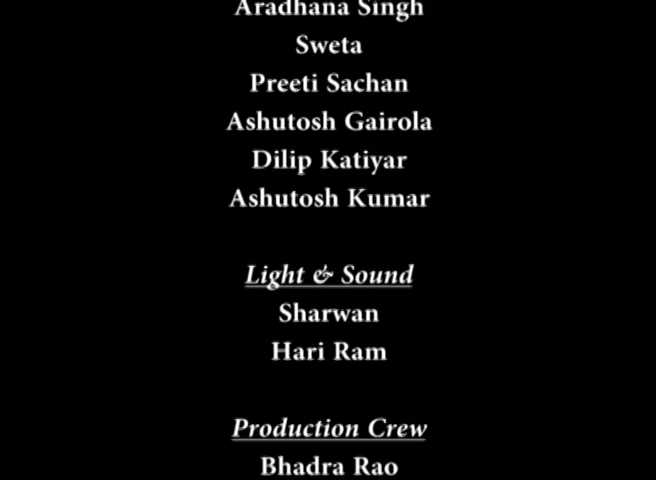 Aradhana Singh
Sweta
Preeti Sachan
Ashutosh Gairola
Dilip Katiyar
Ashutosh Kumar
Light & Sound
Sharwan
Hari Ram
Production Crew
Bhadra Rao